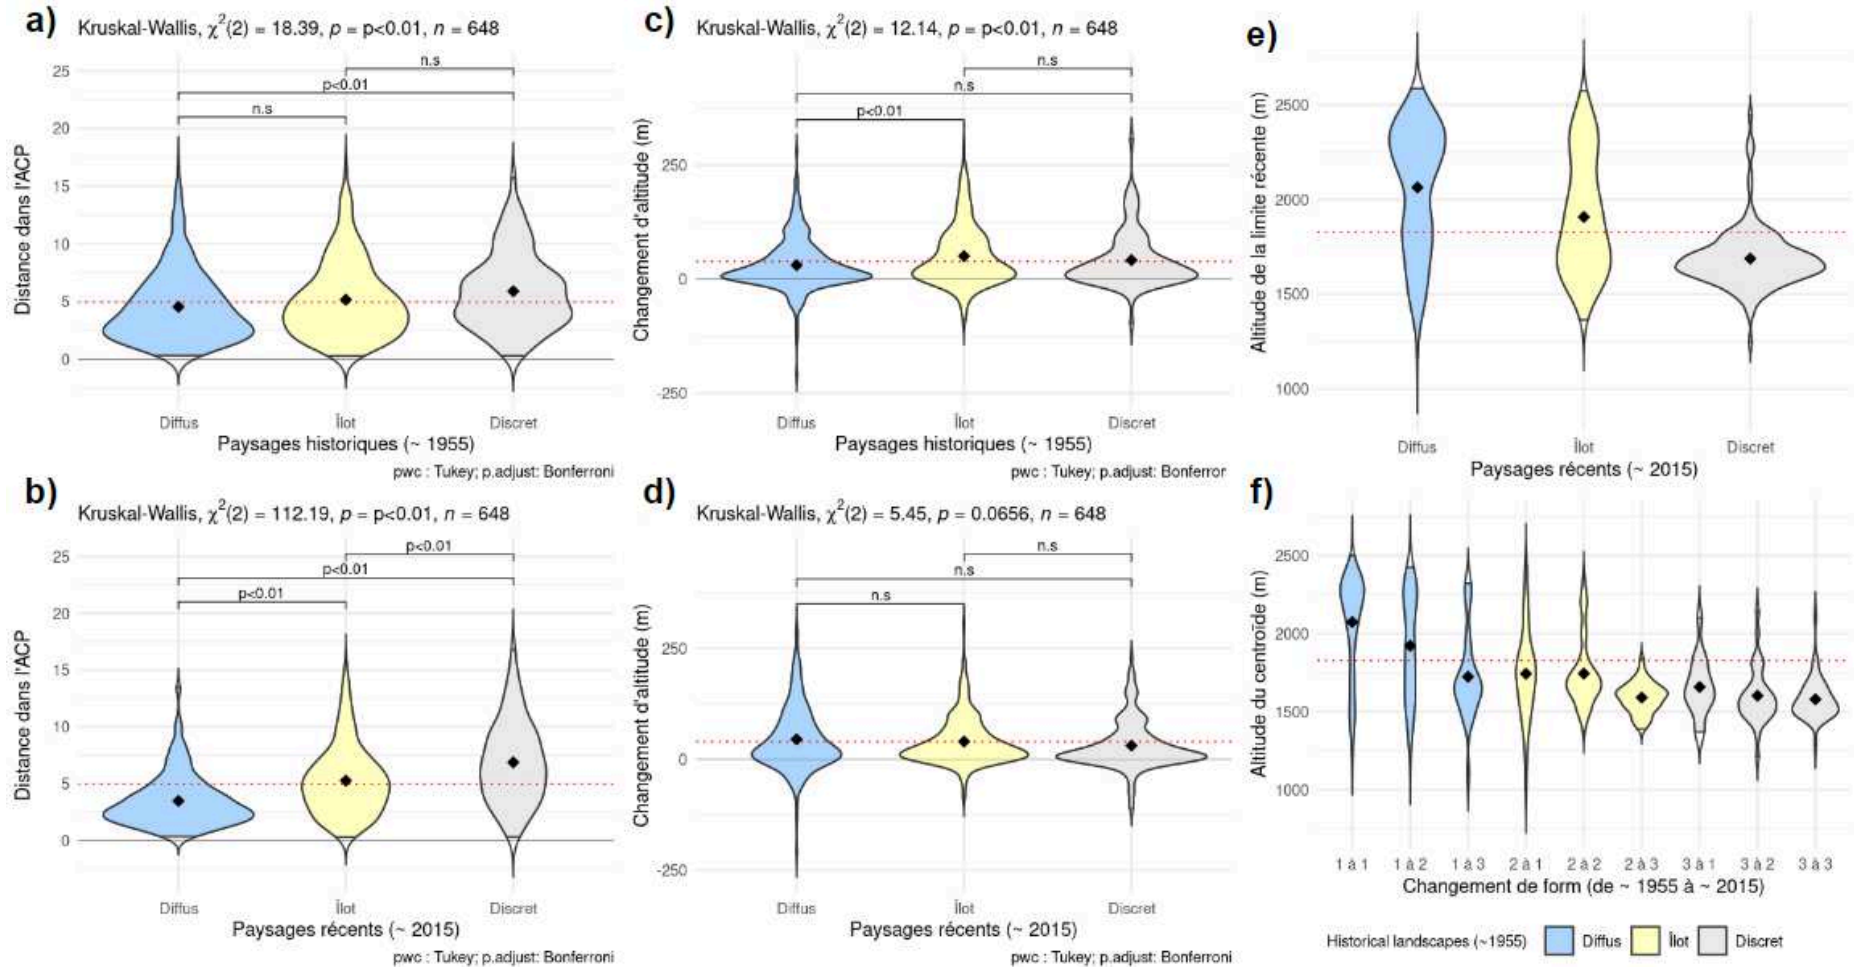 a)
Kruskal-Wallis, χ²(2) = 18.39, p = p<0.01, n = 648
n.s
p<0.01
n.s
25
20
15
10
5
0
Distance dans l'ACP
Diffus Îlot Discret
Paysages historiques (~ 1955)
pwc : Tukey; p.adjust: Bonferroni
b)
Kruskal-Wallis, χ²(2) = 112.19, p = p<0.01, n = 648
p<0.01
p<0.01
p<0.01
25
20
15
10
5
0
Distance dans l'ACP
Diffus Îlot Discret
Paysages récents (~ 2015)
pwc : Tukey; p.adjust: Bonferroni
c)
Kruskal-Wallis, χ²(2) = 12.14, p = p<0.01, n = 648
n.s
n.s
p<0.01
250
0
-250
Changement d'altitude (m)
Diffus Îlot Discret
Paysages historiques (~ 1955)
pwc : Tukey; p.adjust: Bonferror
d)
Kruskal-Wallis, χ²(2) = 5.45, p = 0.0656, n = 648
n.s
n.s
n.s
250
0
-250
Changement d'altitude (m)
Diffus Îlot Discret
Paysages récents (~ 2015)
pwc : Tukey; p.adjust: Bonferroni
e)
2500
2000
1500
1000
Altitude de la limite récente (m)
Diffus Îlot Discret
Paysages récents (~ 2015)
f)
2500
2000
1500
1000
Altitude du centroïde (m)
1 à 1 1 à 2 1 à 3 2 à 1 2 à 2 2 à 3 3 à 1 3 à 2 3 à 3
Changement de form (de ~ 1955 à ~ 2015)
Historical landscapes (~1955) Diffus Îlot Discret